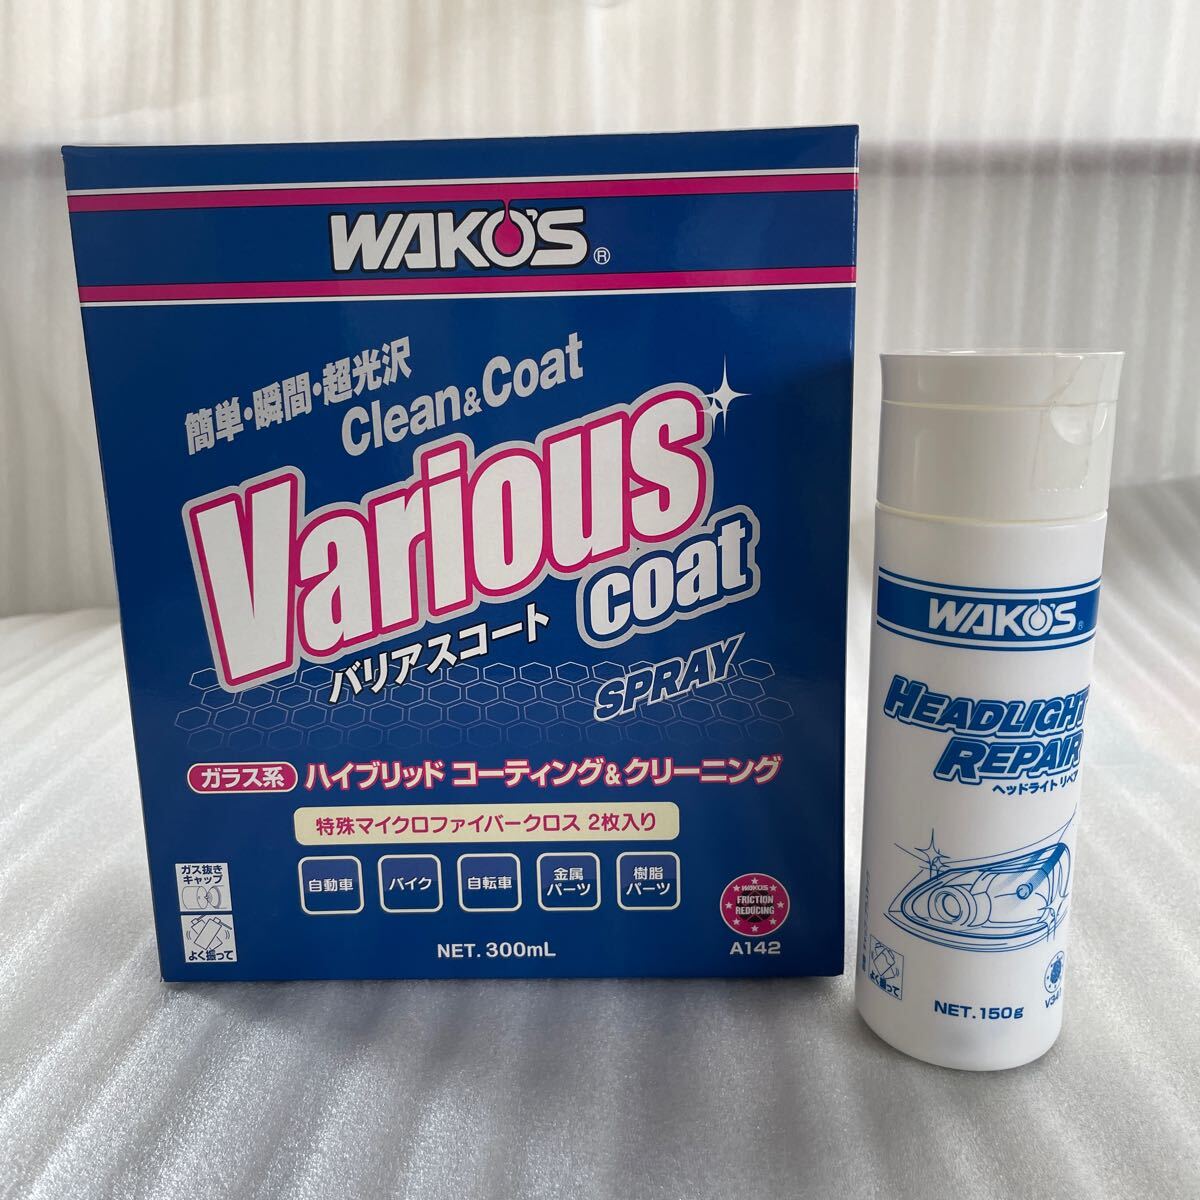 WAKO'S®
簡単・瞬間・超光沢
Clean&Coat
Various
coat
バリアスコート
SPRAY
ガラス系 ハイブリッド コーティング&クリーニング
特殊マイクロファイバークロス 2枚入り
自動車
バイク
自転車
金属
パーツ
樹脂
パーツ
ガス抜き
キャップ
よく振って
WAKO'S
FRICTION
REDUCING
NET. 300mL
A142
WAKO'S®
HEADLIGHT
REPAIR
ヘッドライト リペア
よく振って
NET.150g